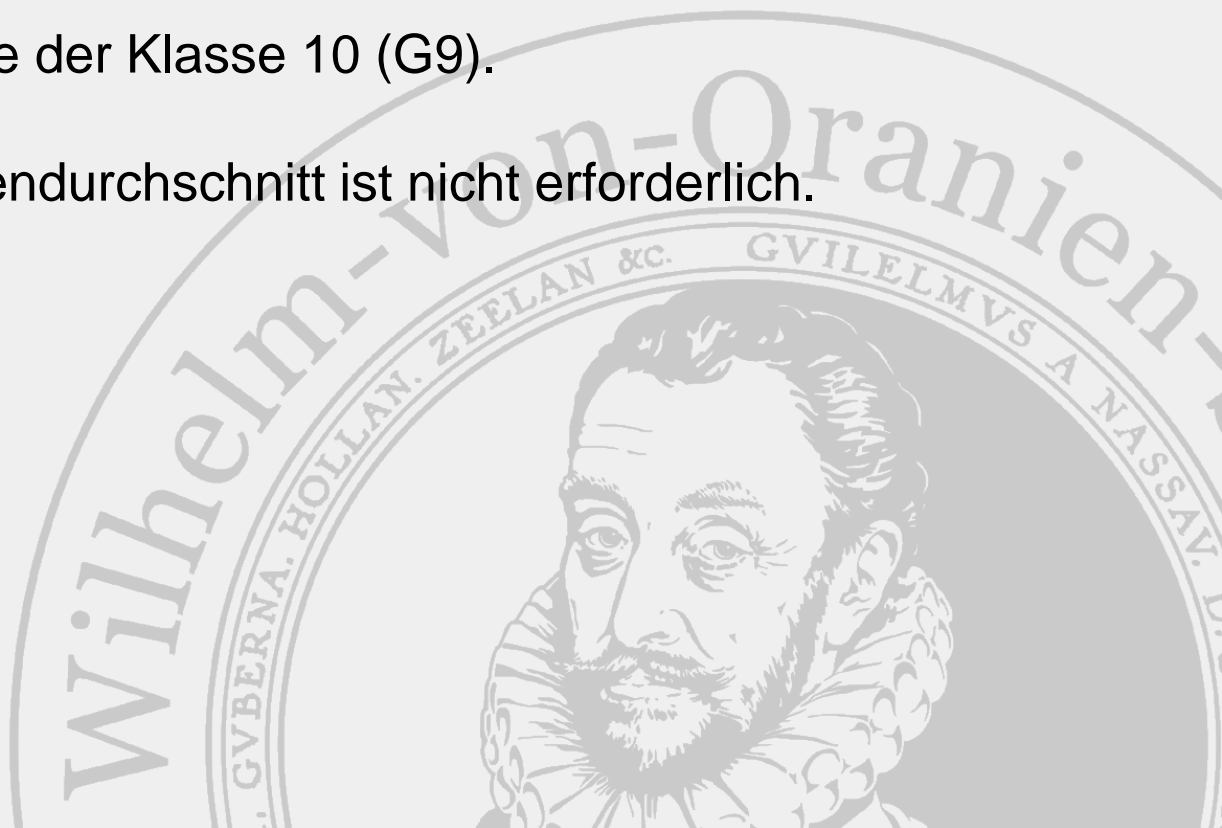 e der Klasse 10 (G9).
endurchschnitt ist nicht erforderlich.
Wilhelm-von-Oranien-
GVBERNA. HOLLAN. ZEELAN &C. GVILELMVS A NASSAV.